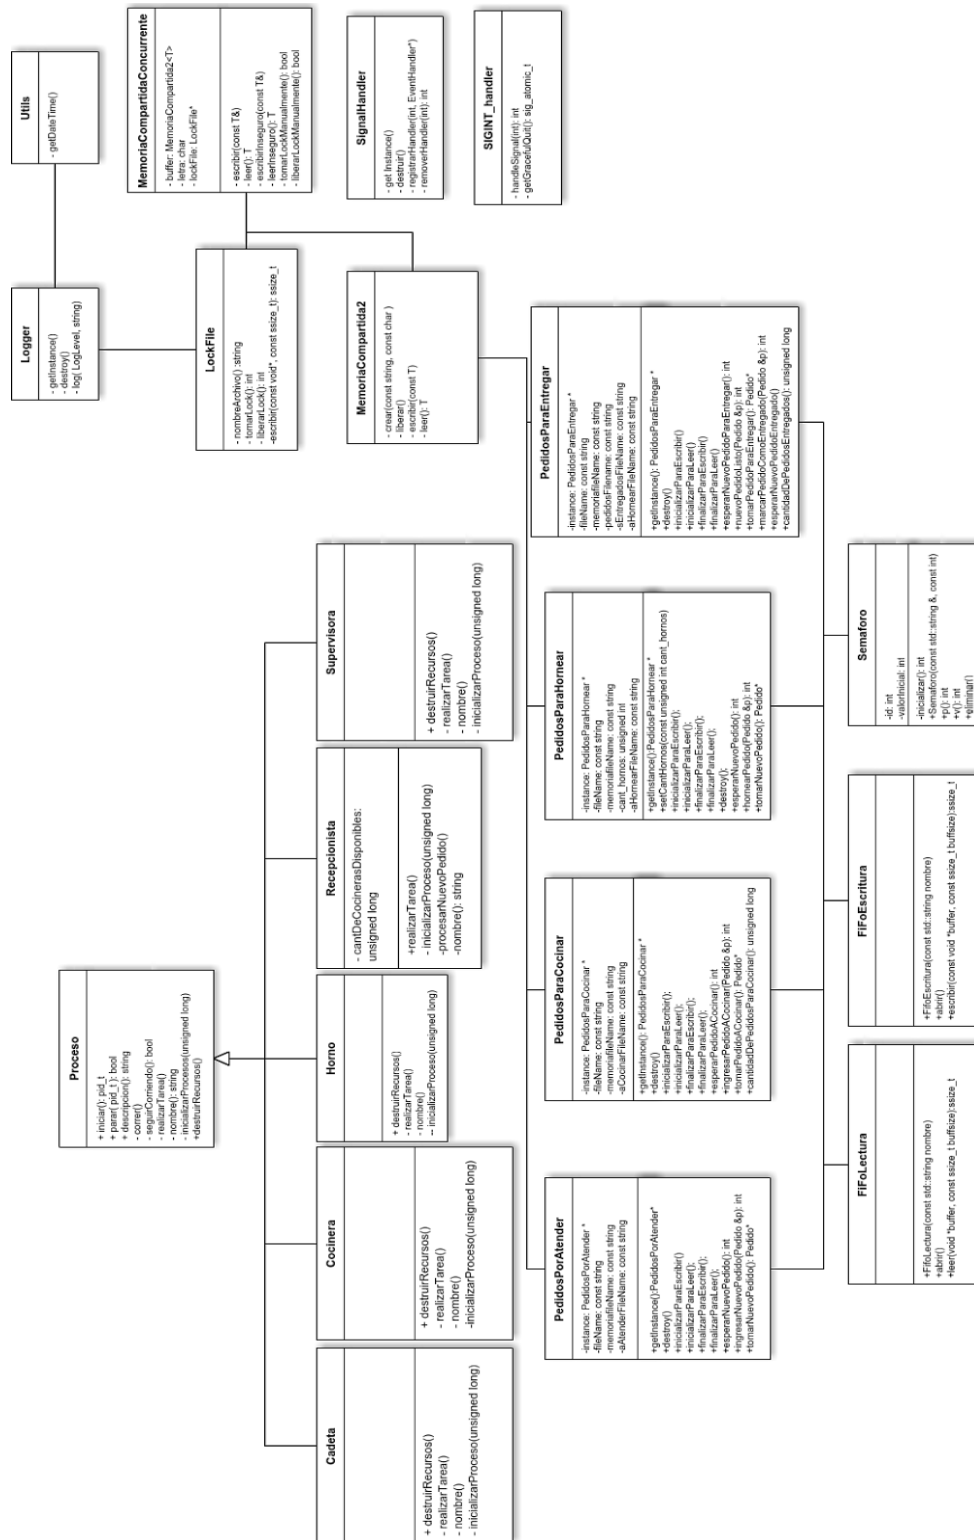 Proceso
+ iniciar(): pid_t
+ parar( pid_t ): bool
+ descripcion(): string
- correr()
- seguirCorriendo(): bool
- realizarTarea()
- nombre(): string
- inicializarProcesos(unsigned long)
+destruirRecursos()
Cadeta
+ destruirRecursos()
- realizarTarea()
- nombre()
- inicializarProceso(unsigned long)
Cocinera
+ destruirRecursos()
- realizarTarea()
- nombre()
-inicializarProceso(unsigned long)
Horno
+ destruirRecursos()
- realizarTarea()
- nombre()
-- inicializarProceso(unsigned long)
Recepcionista
- cantDeCocinerasDisponibles:
unsigned long
+realizarTarea()
- inicializarProceso(unsigned long)
-procesarNuevoPedido()
-nombre(): string
Supervisora
+ destruirRecursos()
- realizarTarea()
- nombre()
- inicializarProceso(unsigned long)
Logger
- getInstance()
- destroy()
- log( LogLevel, string)
Utils
- getDateTime()
LockFile
- nombreArchivo() :string
- tomarLock(): int
- liberarLock(): int
-escribir(const void*, const ssize_t): ssize_t
MemoriaCompartidaConcurrente
- buffer: MemoriaCompartida2<T>
- letra: char
- lockFile: LockFile*
- escribir(const T&)
- leer(): T
- escribirInseguro(const T&)
- leerInseguro(): T
- tomarLockManualmente(): bool
- liberarLockManualmente(): bool
MemoriaCompartida2
- crear(const string, const char )
- liberar()
- escribir(const T)
- leer(): T
SignalHandler
- get Instance()
- destruir()
- registrarHandler(int, EventHandler*)
- removerHandler(int): int
SIGINT_handler
- handleSignal(int): int
- getGracefulQuit(): sig_atomic_t
PedidosPorAtender
-instance: PedidosPorAtender *
-fileName: const string
-memoriafileName: const string
-aAtenderFileName: const string
+getInstance():PedidosPorAtender*
+destroy()
+inicializarParaEscribir()
+inicializarParaLeer();
+finalizarParaEscribir();
+finalizarParaLeer();
+esperarNuevoPedido(): int
+ingresarNuevoPedido(Pedido &p): int
+tomarNuevoPedido(): Pedido*
PedidosParaCocinar
-instance: PedidosParaCocinar *
-fileName: const string
-memoriafileName: const string
-aCocinarFileName: const string
+getInstance(): PedidosParaCocinar *
+destroy()
+inicializarParaEscribir();
+inicializarParaLeer();
+finalizarParaEscribir();
+finalizarParaLeer();
+esperarPedidoACocinar(): int
+ingresarPedidoACocinar(Pedido &p): int
+tomarPedidoACocinar(): Pedido*
+cantidadDePedidosParaCocinar(): unsigned long
PedidosParaHornear
-instance: PedidosParaHornear *
-fileName: const string
-memoriafileName: const string
-cant_hornos: unsigned int
-aHornearFileName: const string
+getInstance():PedidosParaHornear *
+setCantHornos(const unsigned int cant_hornos)
+inicializarParaEscribir();
+inicializarParaLeer();
+finalizarParaEscribir();
+finalizarParaLeer();
+destroy();
+esperarNuevoPedido(): int
+hornearPedido(Pedido &p): int
+tomarNuevoPedido(): Pedido*
PedidosParaEntregar
-instance: PedidosParaEntregar *
-fileName: const string
-memoriafileName: const string
-pedidosFilename: const string
-sEntregadosFileName: const string
-aHornearFileName: const string
+getInstance(): PedidosParaEntregar *
+destroy()
+inicializarParaEscribir()
+inicializarParaLeer()
+finalizarParaEscribir()
+finalizarParaLeer()
+esperarNuevoPedidoParaEntregar(): int
+nuevoPedidoListo(Pedido &p): int
+tomarPedidoParaEntregar(): Pedido*
+marcarPedidoComoEntregado(Pedido &p): int
+esperarNuevoPedidoEntregado()
+cantidadDePedidosEntregados(): unsigned long
FiFoLectura
+FifoLectura(const std::string nombre)
+abrir()
+leer(void *buffer, const ssize_t buffsize):ssize_t
FiFoEscritura
+FifoEscritura(const std::string nombre)
+abrir()
+escribir(const void *buffer, const ssize_t buffsize):ssize_t
Semaforo
-id: int
-valorInicial: int
-inicializar(): int
+Semaforo(const std::string &, const int)
+p(): int
+v(): int
+eliminar()